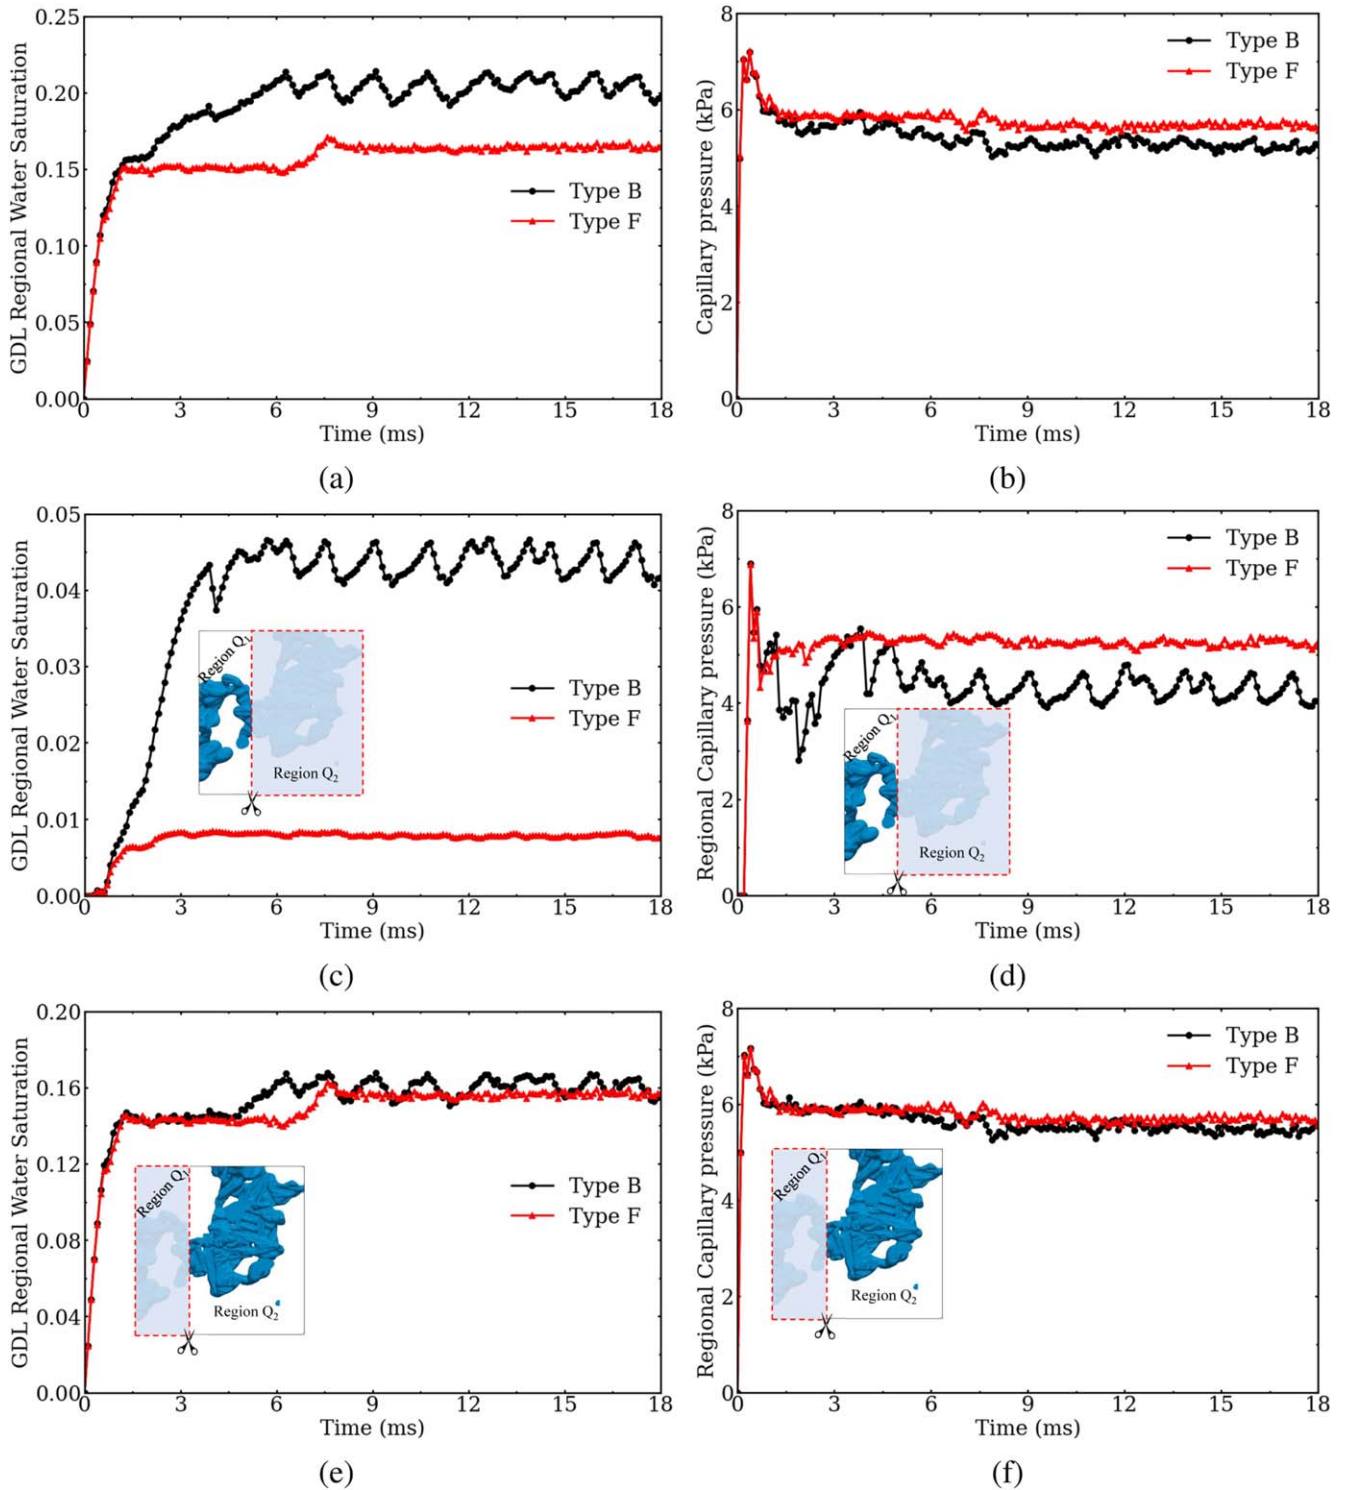 GDL Regional Water Saturation
0.25
0.20
0.15
0.10
0.05
0.00
Type B
Type F
0 3 6 9 12 15 18
Time (ms)
(a)
Capillary pressure (kPa)
8
6
4
2
0
Type B
Type F
0 3 6 9 12 15 18
Time (ms)
(b)
GDL Regional Water Saturation
0.05
0.04
0.03
0.02
0.01
0.00
Type B
Type F
Region Q1
Region Q2
0 3 6 9 12 15 18
Time (ms)
(c)
Regional Capillary pressure (kPa)
8
6
4
2
0
Type B
Type F
Region Q1
Region Q2
0 3 6 9 12 15 18
Time (ms)
(d)
GDL Regional Water Saturation
0.20
0.16
0.12
0.08
0.04
0.00
Type B
Type F
Region Q1
Region Q2
0 3 6 9 12 15 18
Time (ms)
(e)
Regional Capillary pressure (kPa)
8
6
4
2
0
Type B
Type F
Region Q1
Region Q2
0 3 6 9 12 15 18
Time (ms)
(f)